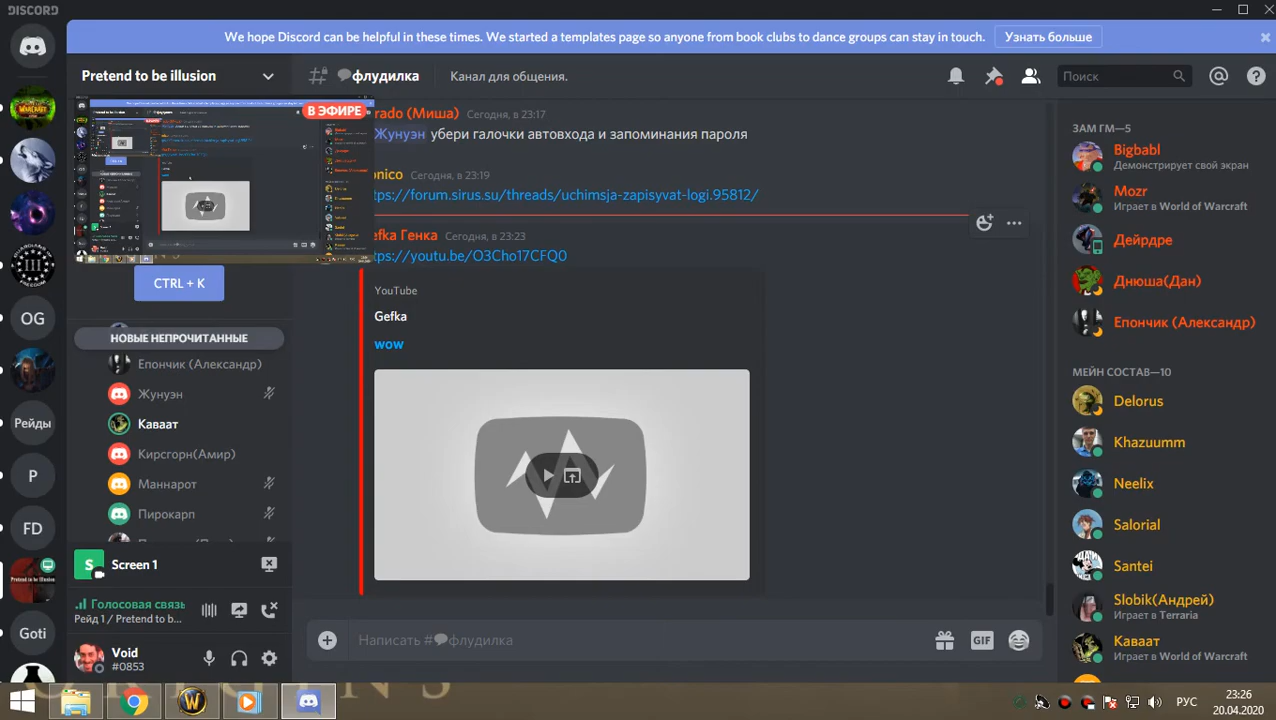 DISCORD
We hope Discord can be helpful in these times. We started a templates page so anyone from book clubs to dance groups can stay in touch.
Узнать больше
Pretend to be illusion
флудилка
Канал для общения.
Поиск
В ЭФИРЕ
rado (Миша) Сегодня, в 23:17
Жунуэн убери галочки автовхода и запоминания пароля
onico Сегодня, в 23:19
tps://forum.sirus.su/threads/uchimsja-zapisyvat-logi.95812/
efka Генка Сегодня, в 23:23
tps://youtu.be/O3Cho17CFQ0
YouTube
Gefka
wow
CTRL + K
НОВЫЕ НЕПРОЧИТАННЫЕ
Епончик (Александр)
Жунуэн
Каваат
Кирсгорн(Амир)
Маннарот
Пирокарп
S
Screen 1
Голосовая связь
Рейд 1 / Pretend to b...
Void
#0853
Написать #флудилка
GIF
OG
Рейды
P
FD
Pretend to be Illusion
Goti
ЗАМ ГМ—5
Bigbabl
Демонстрирует свой экран
Mozr
Играет в World of Warcraft
Дейрдре
Днюша(Дан)
Епончик (Александр)
МЕЙН СОСТАВ—10
Delorus
Khazuumm
Neelix
Salorial
Santei
Slobik(Андрей)
Играет в Terraria
Каваат
Играет в World of Warcraft
РУС
23:26
20.04.2020